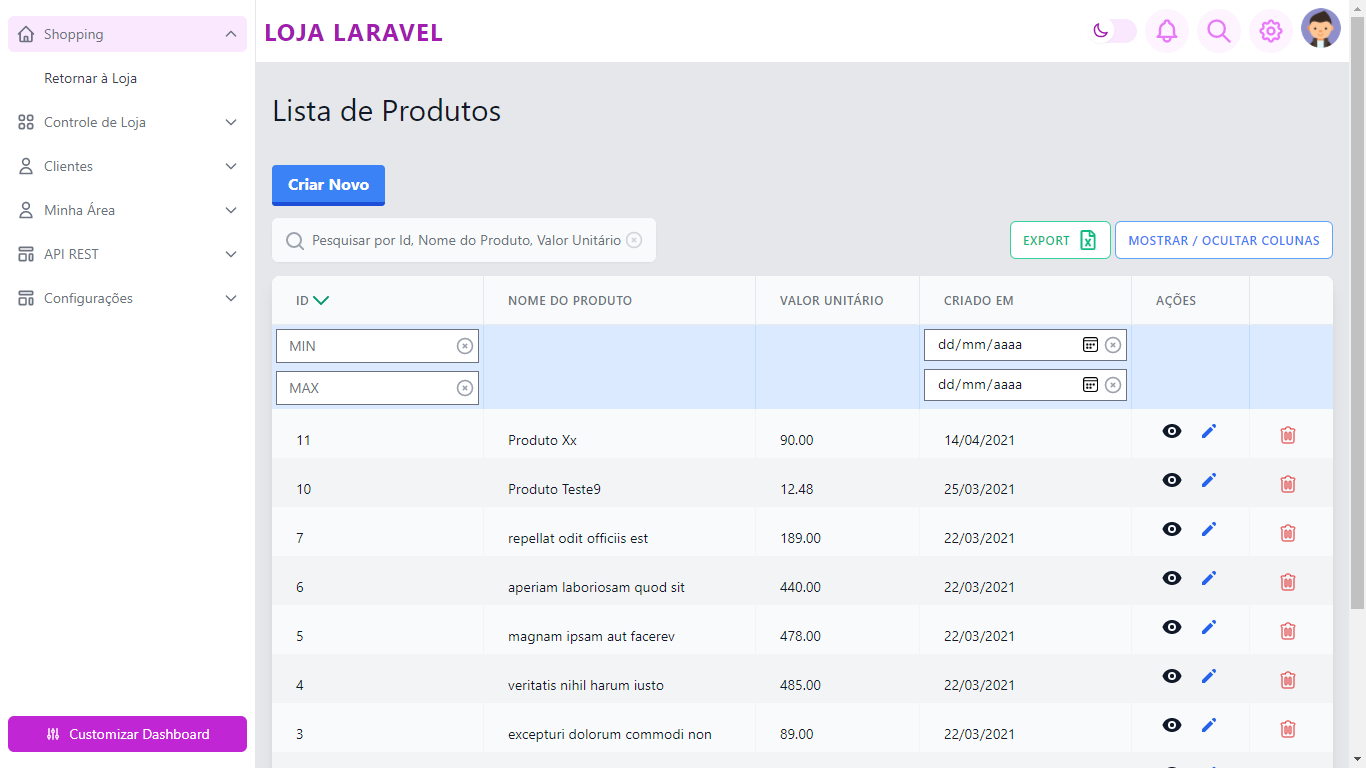 Shopping
Retornar à Loja
Controle de Loja
Clientes
Minha Área
API REST
Configurações
Customizar Dashboard
LOJA LARAVEL
Lista de Produtos
Criar Novo
Pesquisar por Id, Nome do Produto, Valor Unitário
EXPORT
MOSTRAR / OCULTAR COLUNAS
ID NOME DO PRODUTO VALOR UNITÁRIO CRIADO EM AÇÕES
MIN dd/mm/aaaa
MAX dd/mm/aaaa
11 Produto Xx 90.00 14/04/2021
10 Produto Teste9 12.48 25/03/2021
7 repellat odit officiis est 189.00 22/03/2021
6 aperiam laboriosam quod sit 440.00 22/03/2021
5 magnam ipsam aut facerev 478.00 22/03/2021
4 veritatis nihil harum iusto 485.00 22/03/2021
3 excepturi dolorum commodi non 89.00 22/03/2021